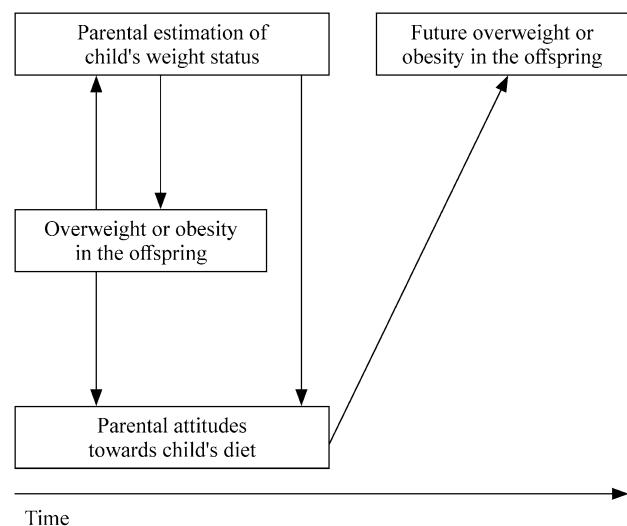 Parental estimation of
child's weight status
Future overweight or
obesity in the offspring
Overweight or obesity
in the offspring
Parental attitudes
towards child's diet
Time